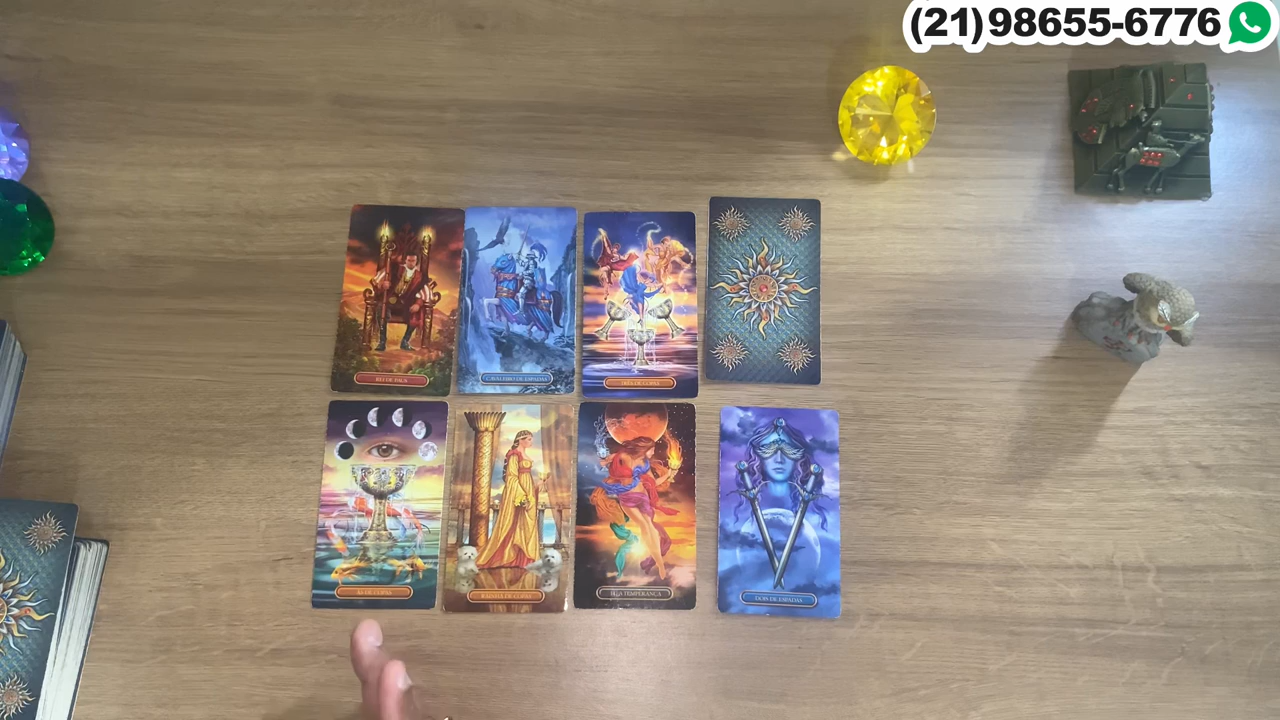 (21)98655-6776
REI DE PAUS
CAVALEIRO DE ESPADAS
TRÊS DE COPAS
ÁS DE COPAS
RAINHA DE COPAS
A TEMPERANÇA
DOIS DE ESPADAS